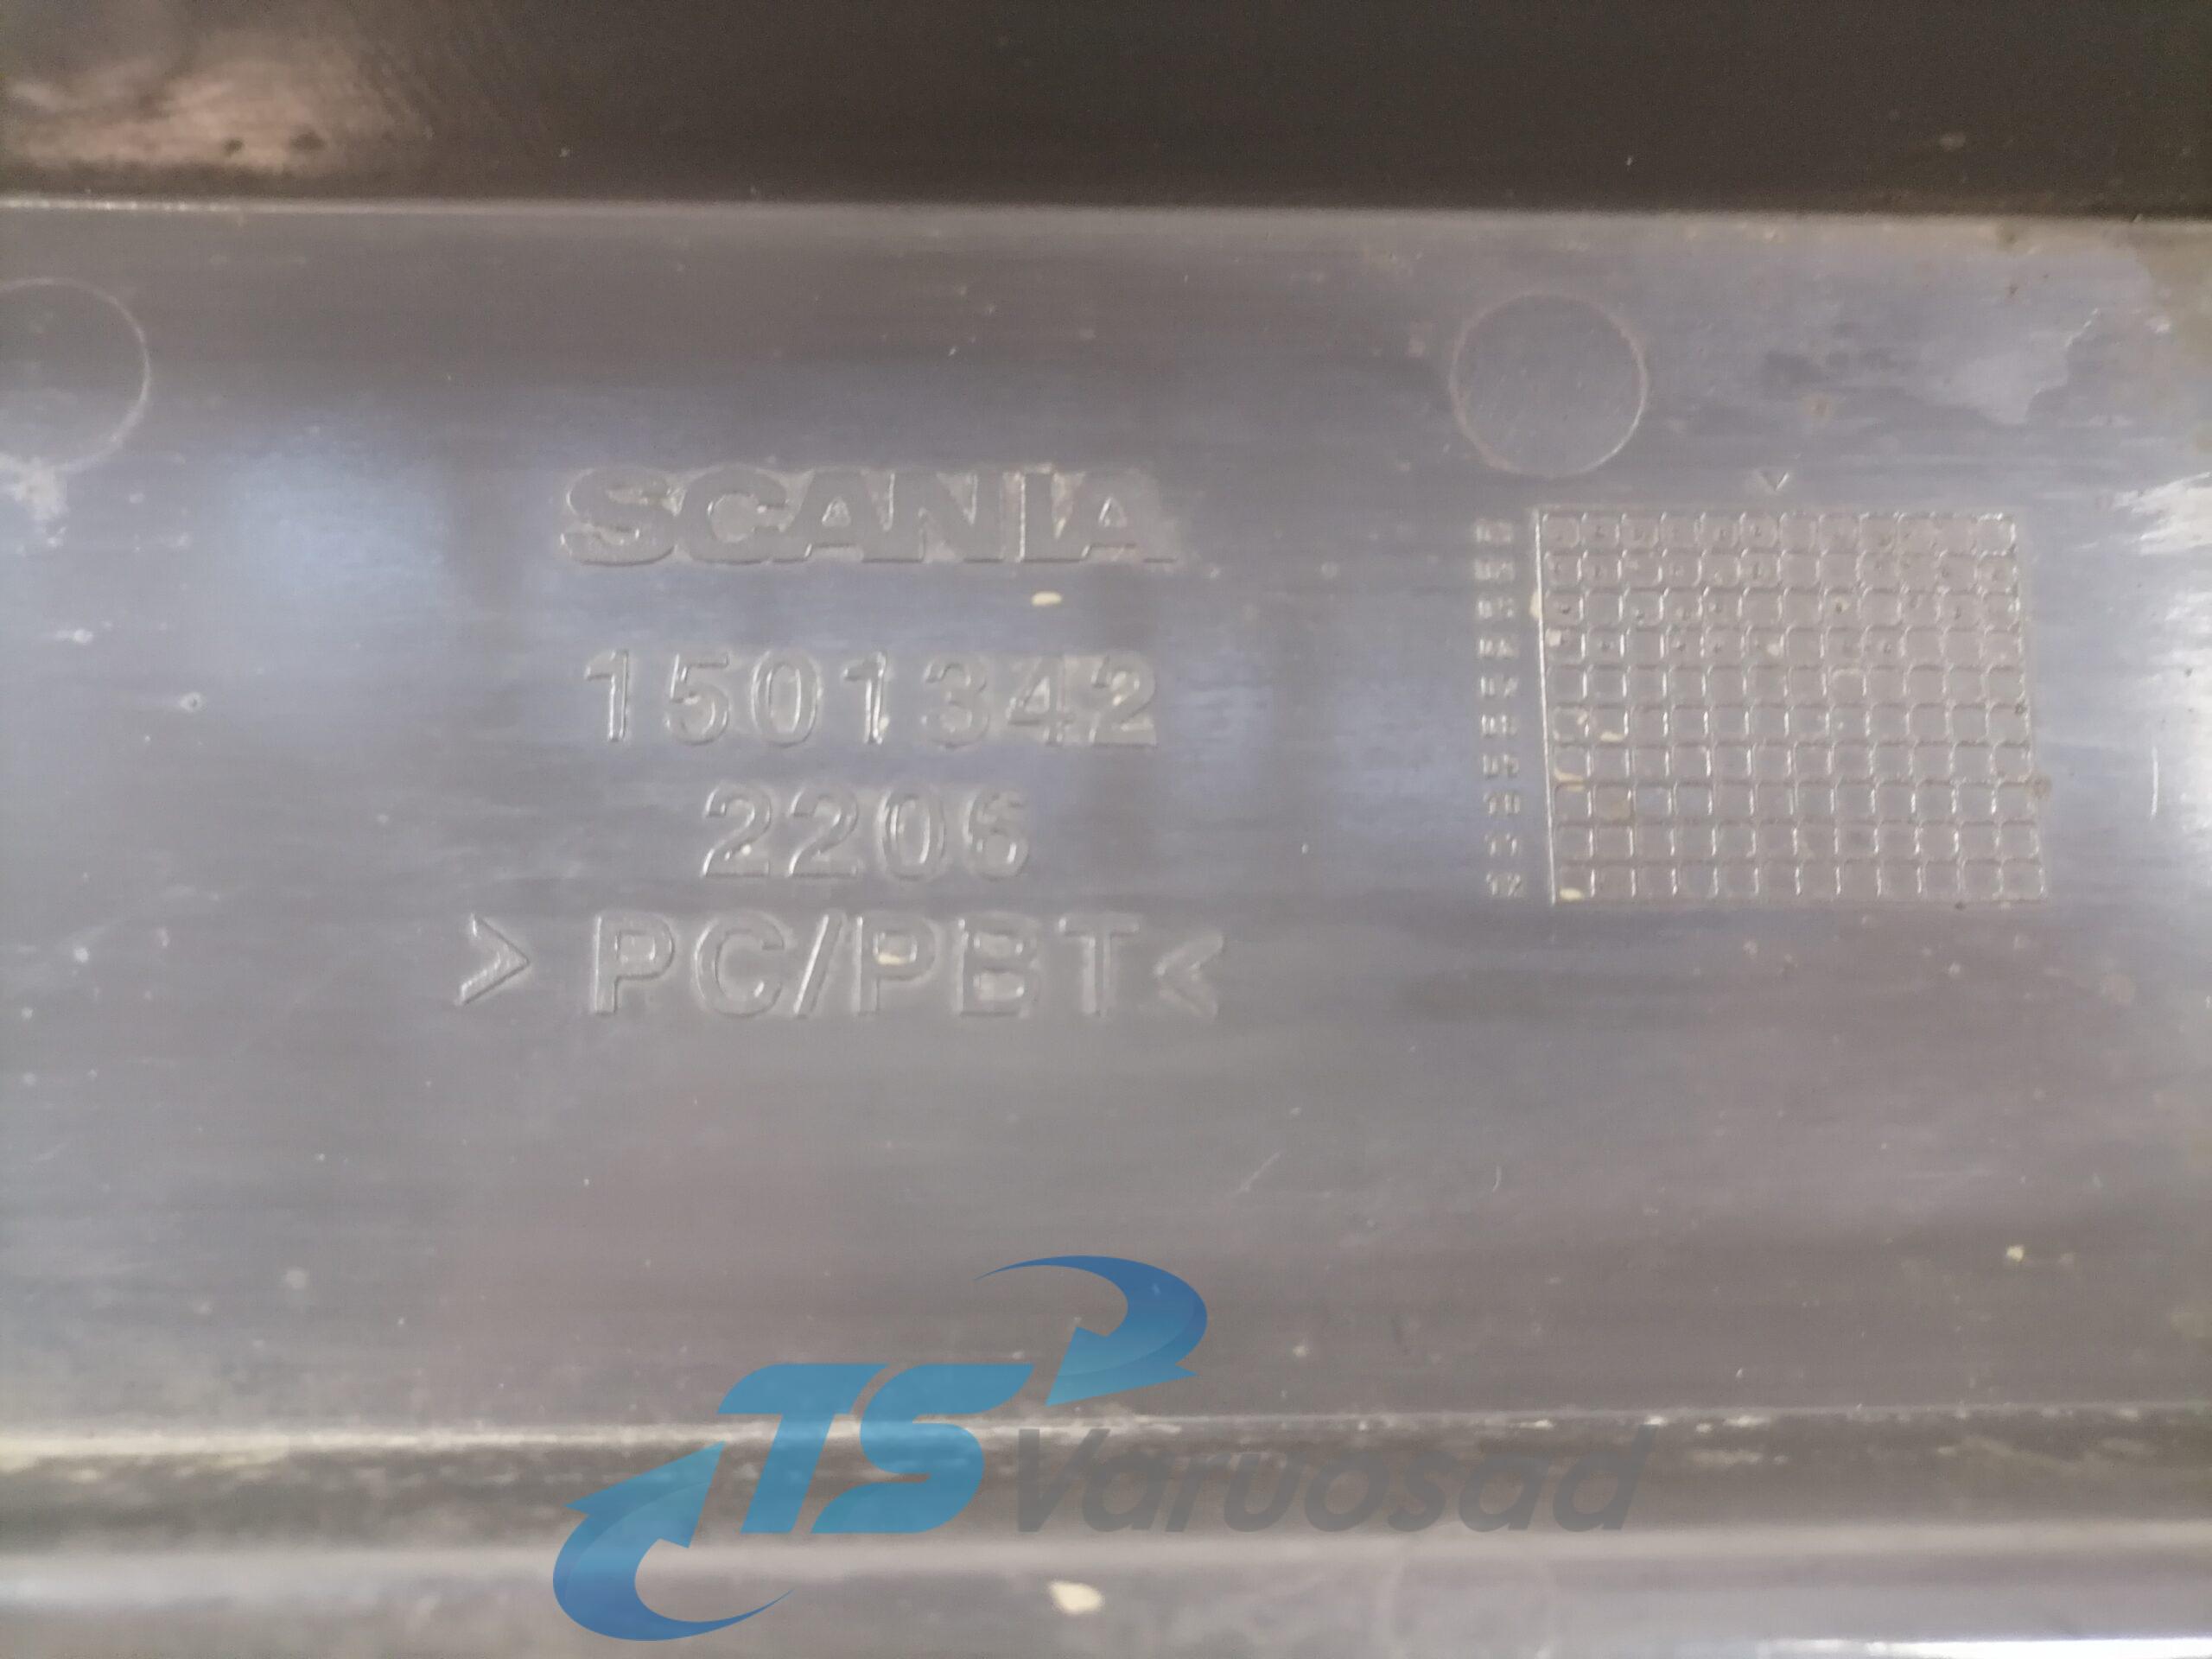 SCANIA
1501342
2206
>PC/PBT<
TS Varuosad